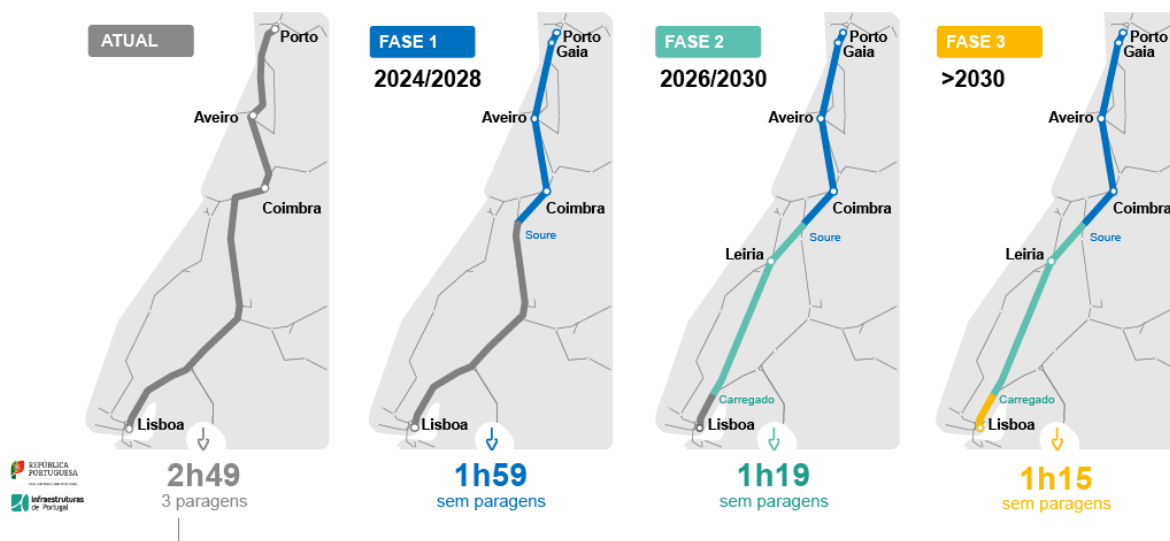 ATUAL
Porto
Aveiro
Coimbra
Lisboa
2h49
3 paragens
FASE 1
2024/2028
Porto
Gaia
Aveiro
Coimbra
Soure
Lisboa
1h59
sem paragens
FASE 2
2026/2030
Porto
Gaia
Aveiro
Coimbra
Soure
Leiria
Carregado
Lisboa
1h19
sem paragens
FASE 3
>2030
Porto
Gaia
Aveiro
Coimbra
Soure
Leiria
Carregado
Lisboa
1h15
sem paragens
REPÚBLICA
PORTUGUESA
Infraestruturas
de Portugal